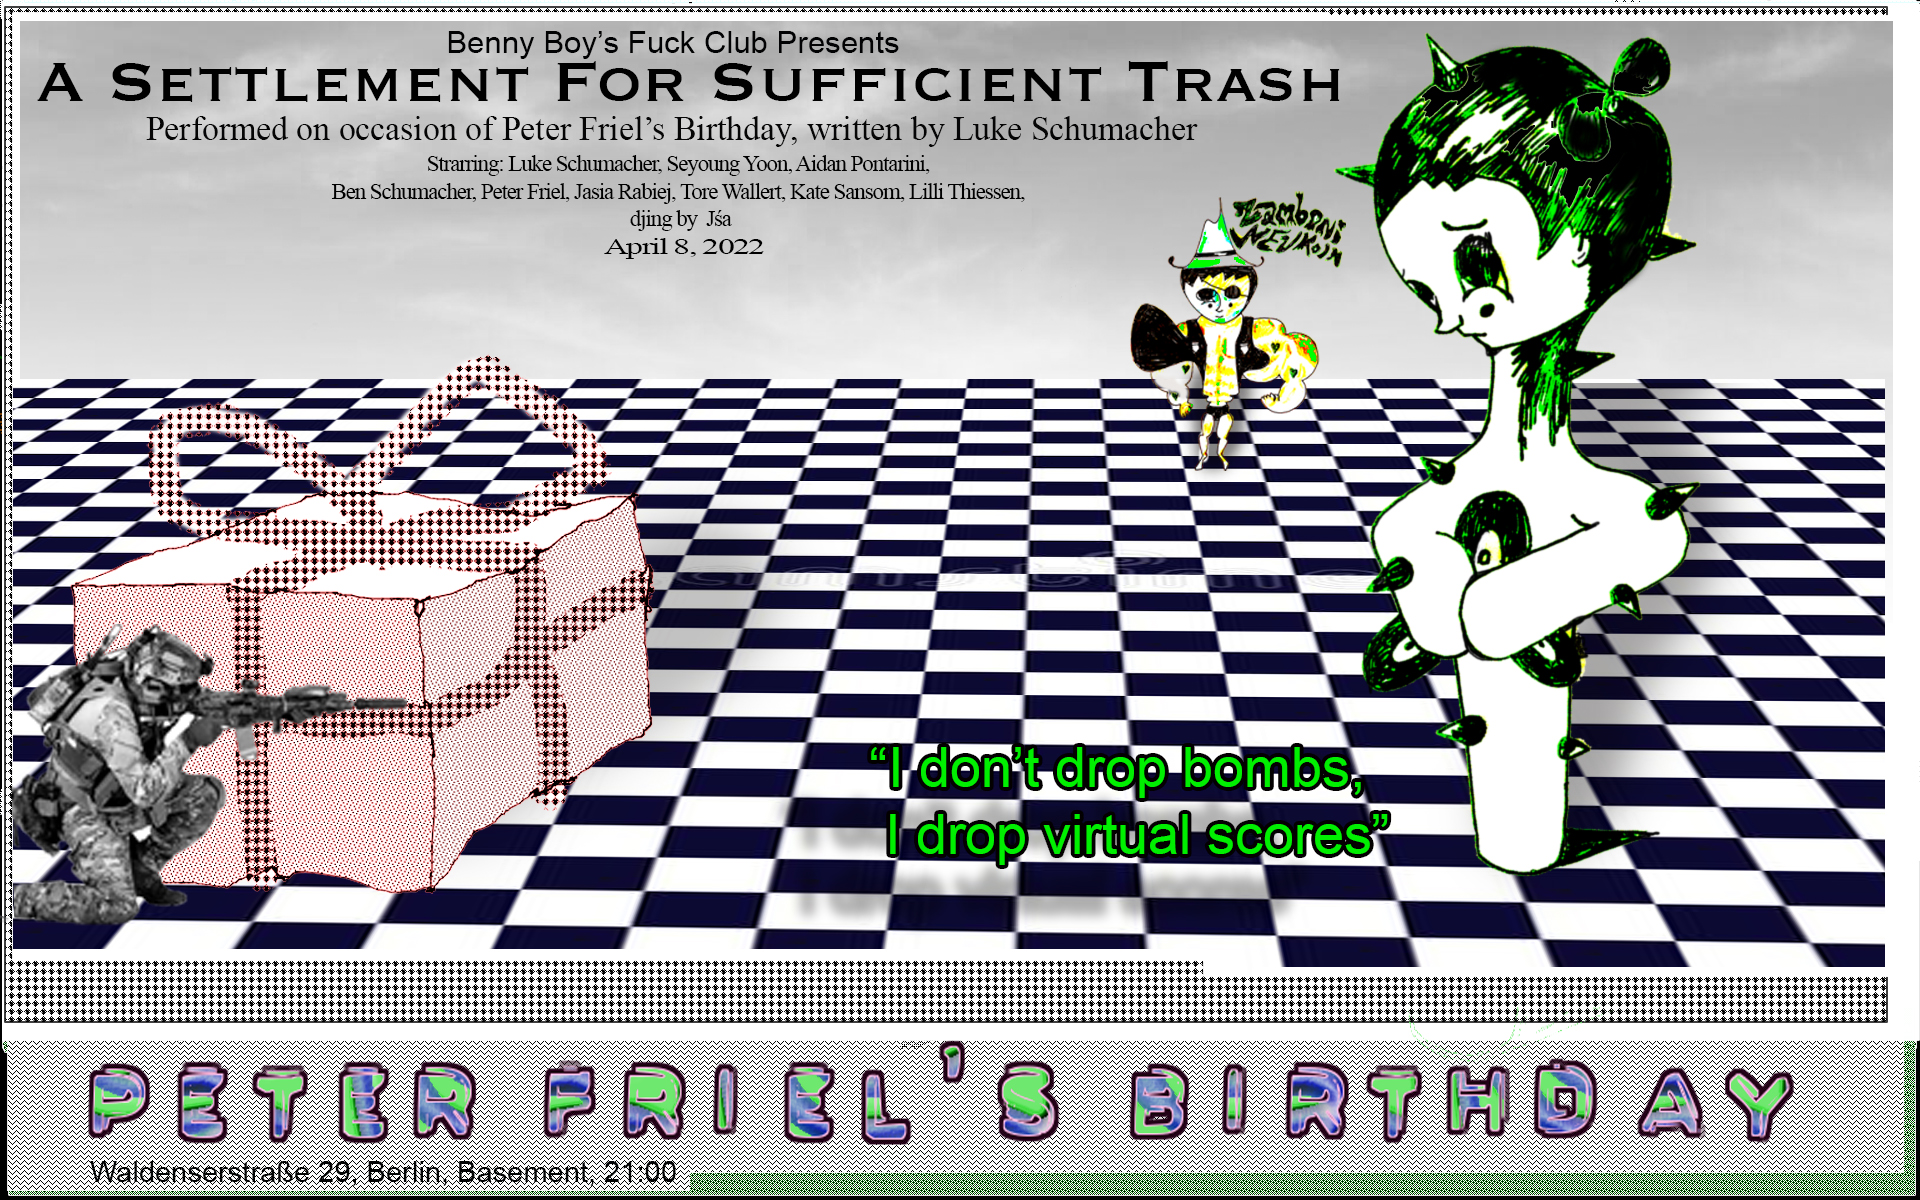 Benny Boy’s Fuck Club Presents
A Settlement For Sufficient Trash
Performed on occasion of Peter Friel’s Birthday, written by Luke Schumacher
Strarring: Luke Schumacher, Seyoung Yoon, Aidan Pontarini,
Ben Schumacher, Peter Friel, Jasia Rabiej, Tore Wallert, Kate Sansom, Lilli Thiessen,
djing by Jśa
April 8, 2022
“I don’t drop bombs,
I drop virtual scores”
PETER FRIEL'S BIRTHDAY
Waldenserstraße 29, Berlin, Basement, 21:00